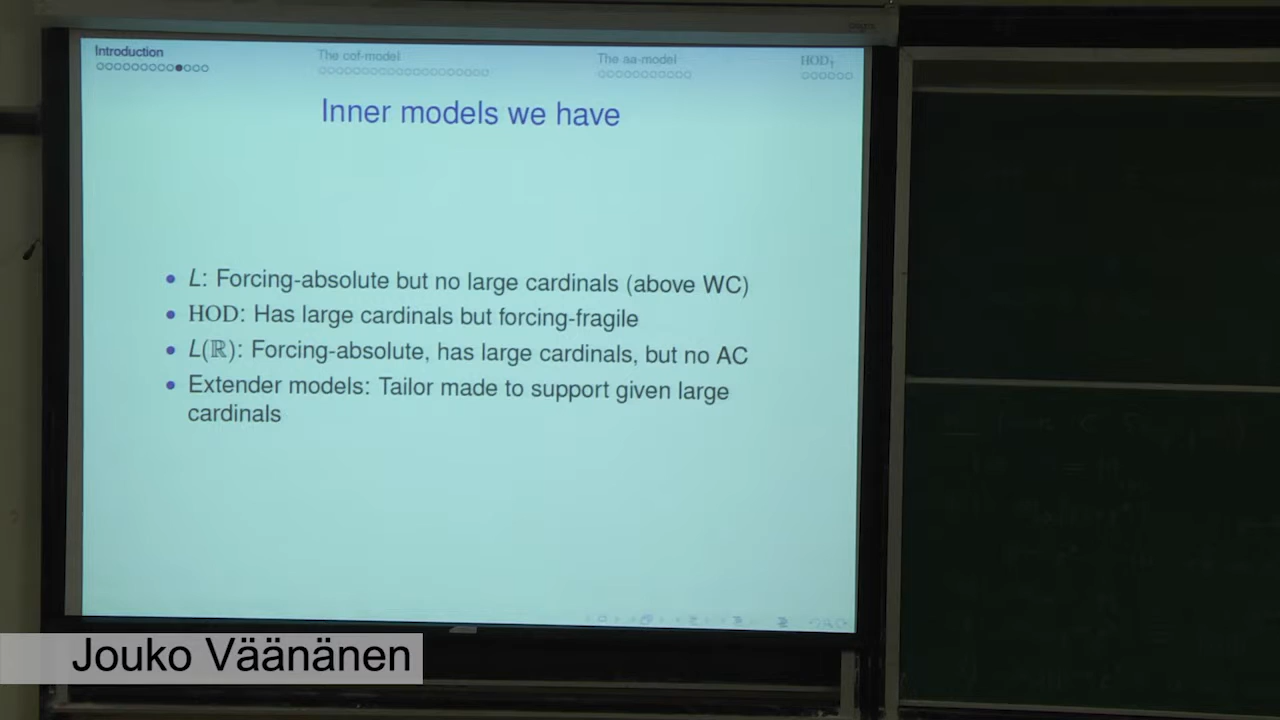 Introduction
The cof-model
The aa-model
HOD₁
Inner models we have
• L: Forcing-absolute but no large cardinals (above WC)
• HOD: Has large cardinals but forcing-fragile
• L(ℝ): Forcing-absolute, has large cardinals, but no AC
• Extender models: Tailor made to support given large
cardinals
Jouko Väänänen